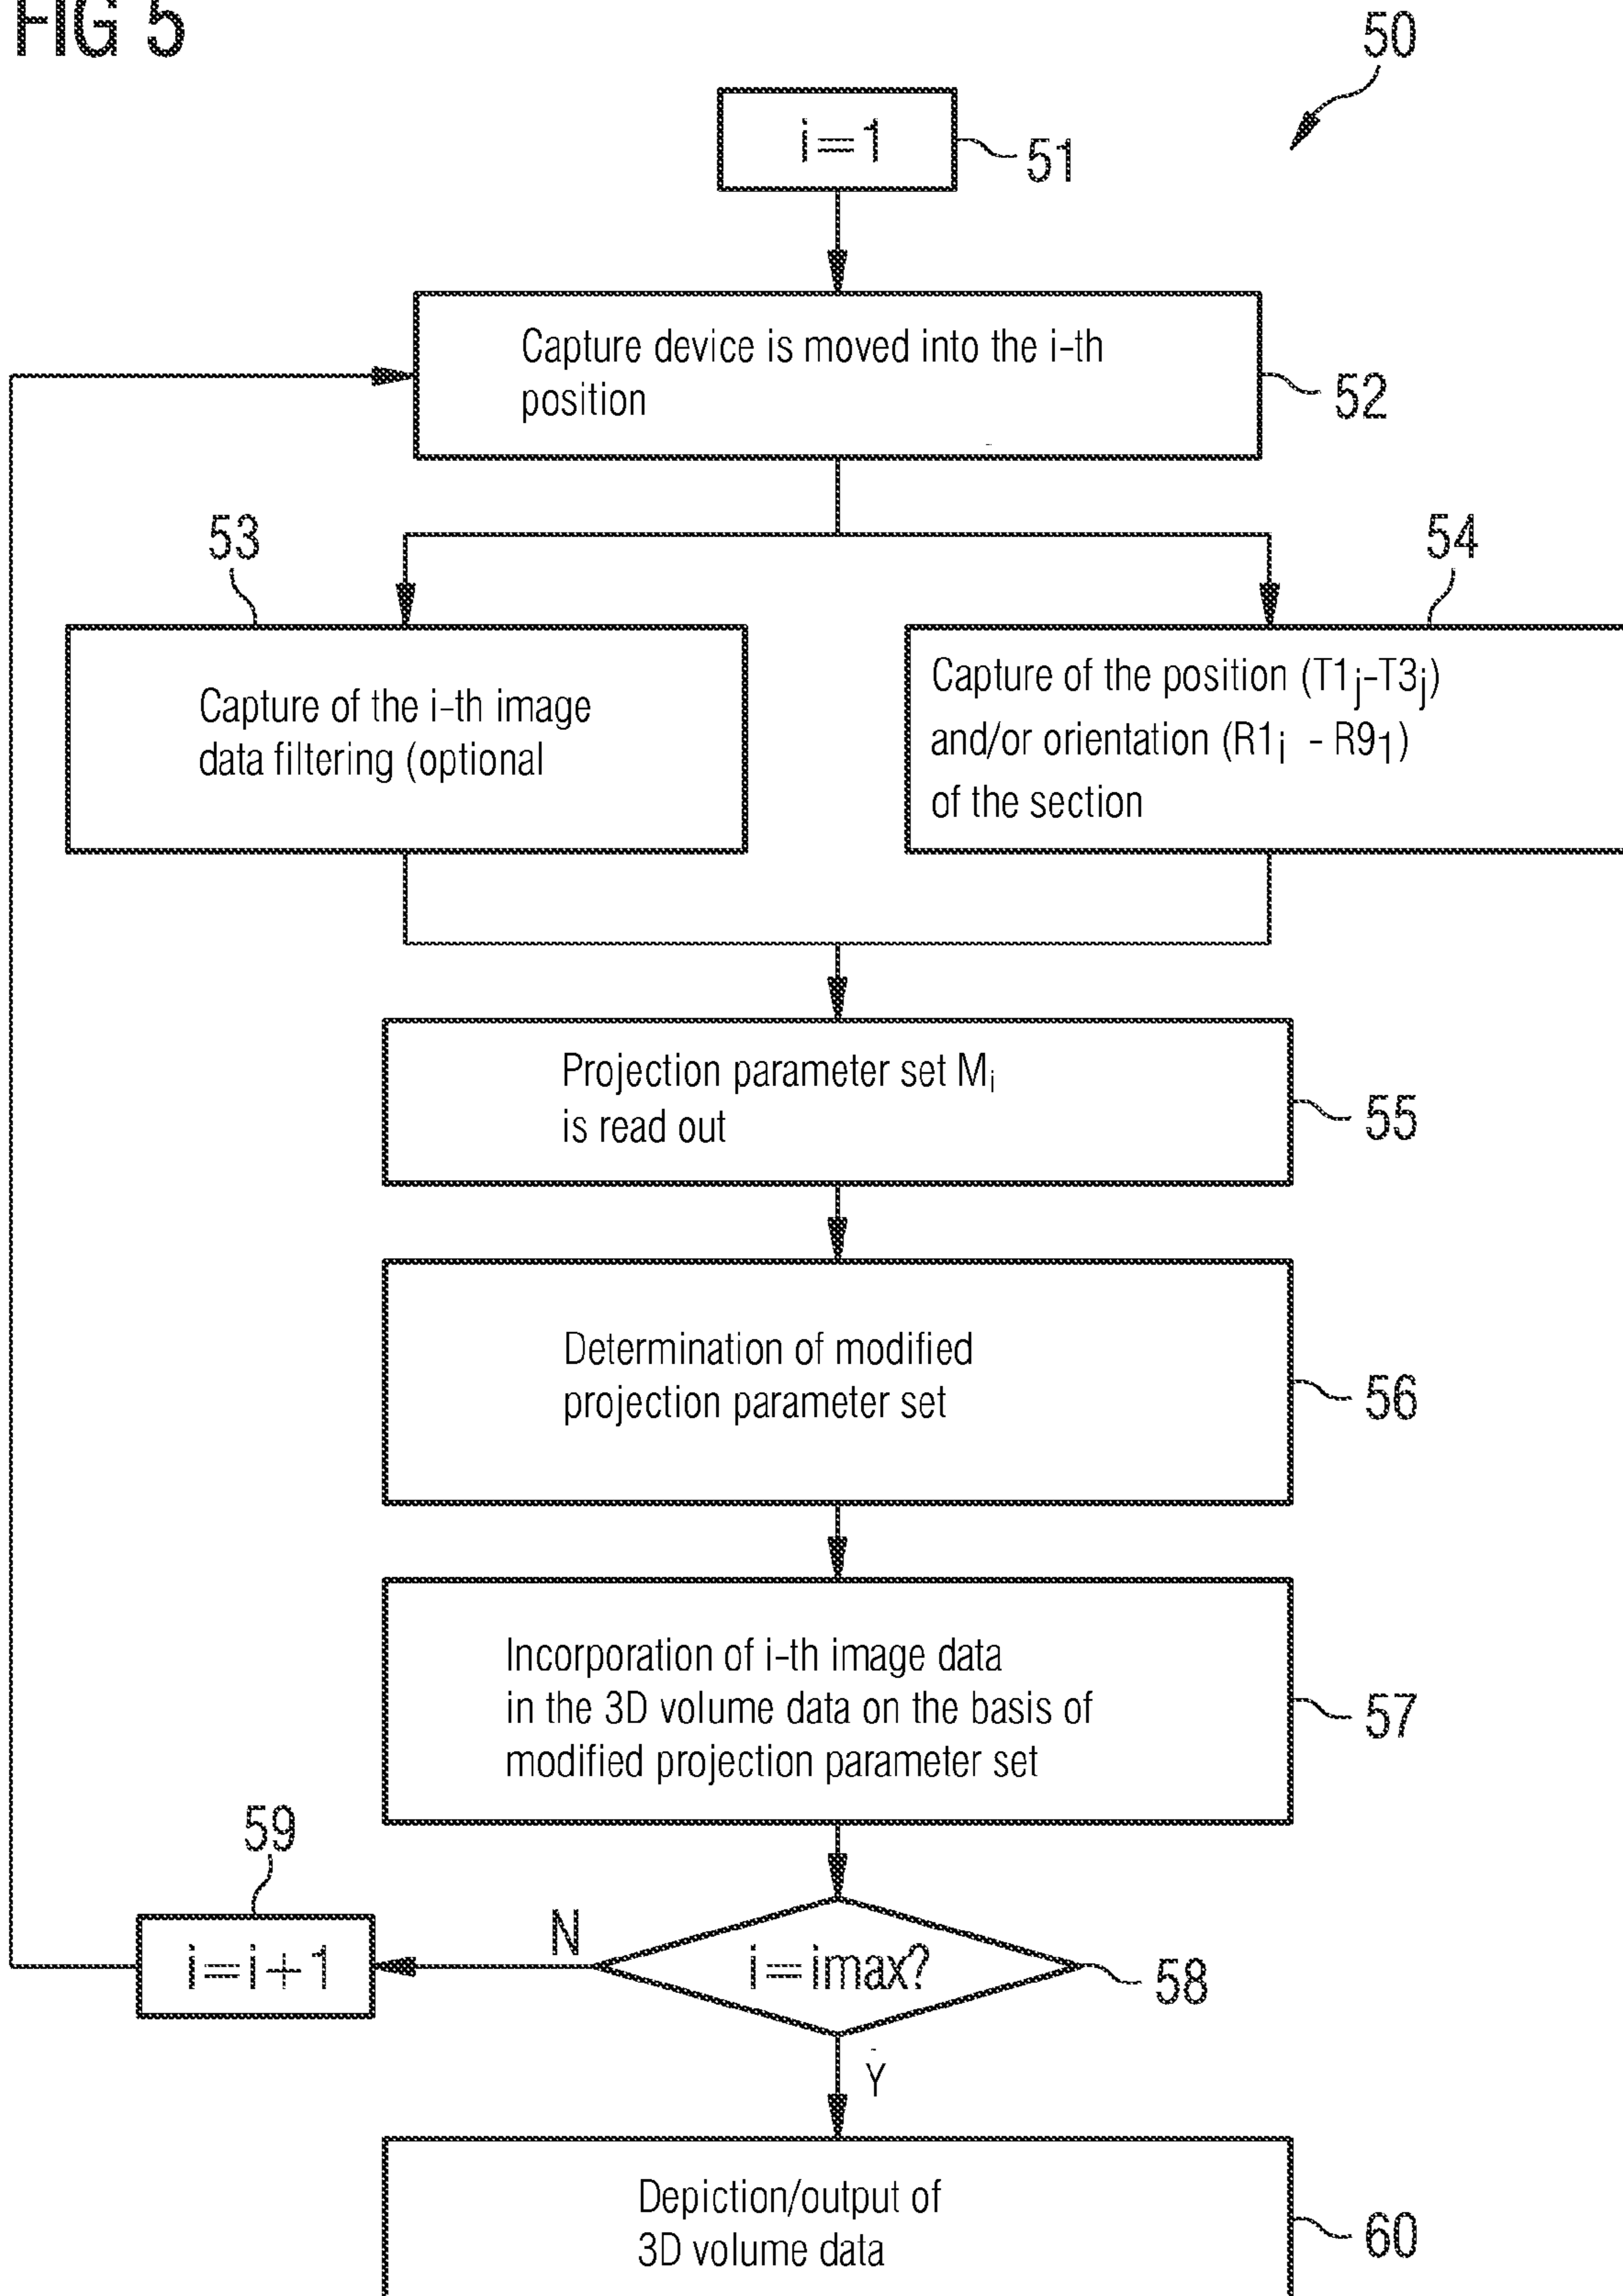 FIG 5
50
i=1
51
Capture device is moved into the i-th
position
52
53
54
Capture of the i-th image
data filtering (optional
Capture of the position (T1j-T3j)
and/or orientation (R1i - R91)
of the section
Projection parameter set Mi
is read out
55
Determination of modified
projection parameter set
56
Incorporation of i-th image data
in the 3D volume data on the basis of
modified projection parameter set
57
59
i=i+1
N
i=imax?
58
Y
Depiction/output of
3D volume data
60